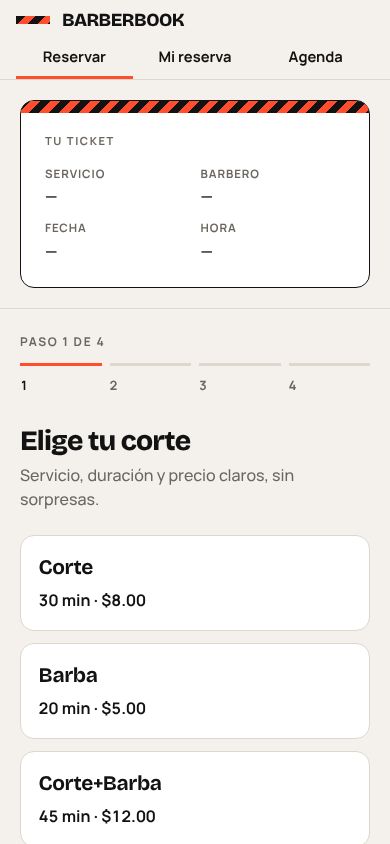 BARBERBOOK
Reservar Mi reserva Agenda
TU TICKET
SERVICIO BARBERO
— —
FECHA HORA
— —
PASO 1 DE 4
1 2 3 4
Elige tu corte
Servicio, duración y precio claros, sin
sorpresas.
Corte
30 min · $8.00
Barba
20 min · $5.00
Corte+Barba
45 min · $12.00